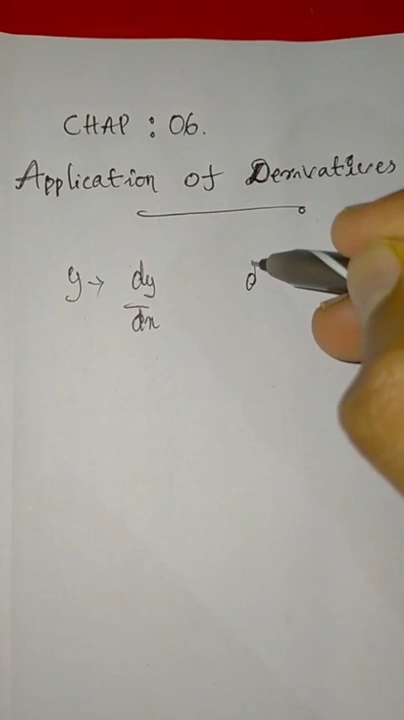 CHAP : 06.
Application of Derivatives
y → dy
dx